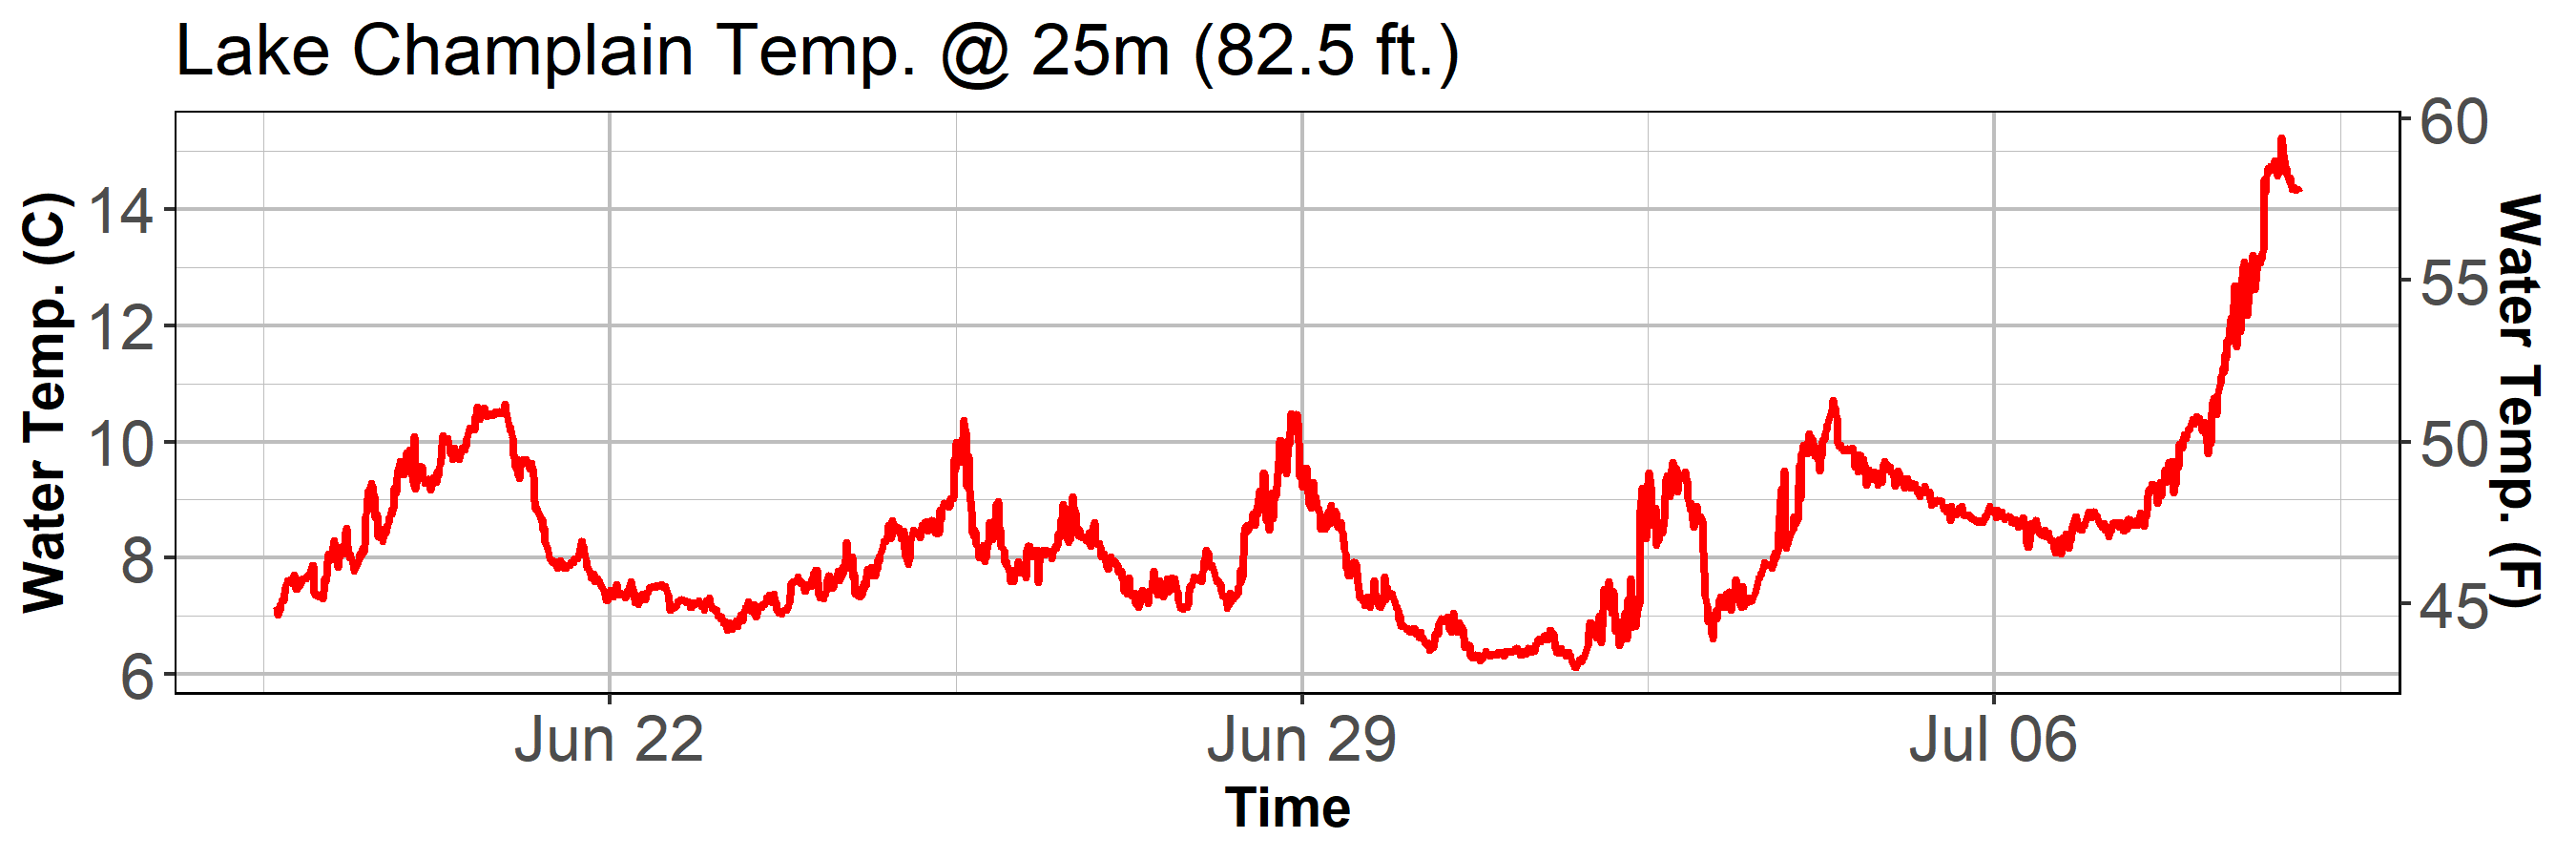 Lake Champlain Temp. @ 25m (82.5 ft.)
Water Temp. (C)
14
12
10
8
6
60
55
50
45
Water Temp. (F)
Jun 22
Jun 29
Jul 06
Time